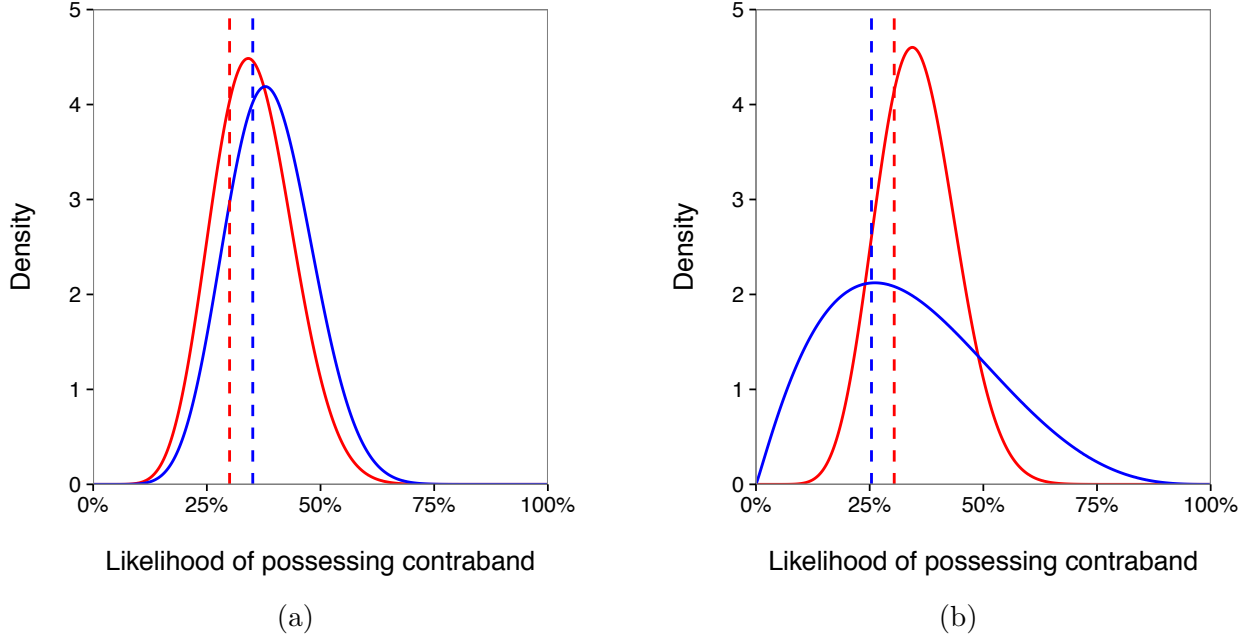 5
4
3
2
1
0
Density
0% 25% 50% 75% 100%
Likelihood of possessing contraband
(a)
5
4
3
2
1
0
Density
0% 25% 50% 75% 100%
Likelihood of possessing contraband
(b)